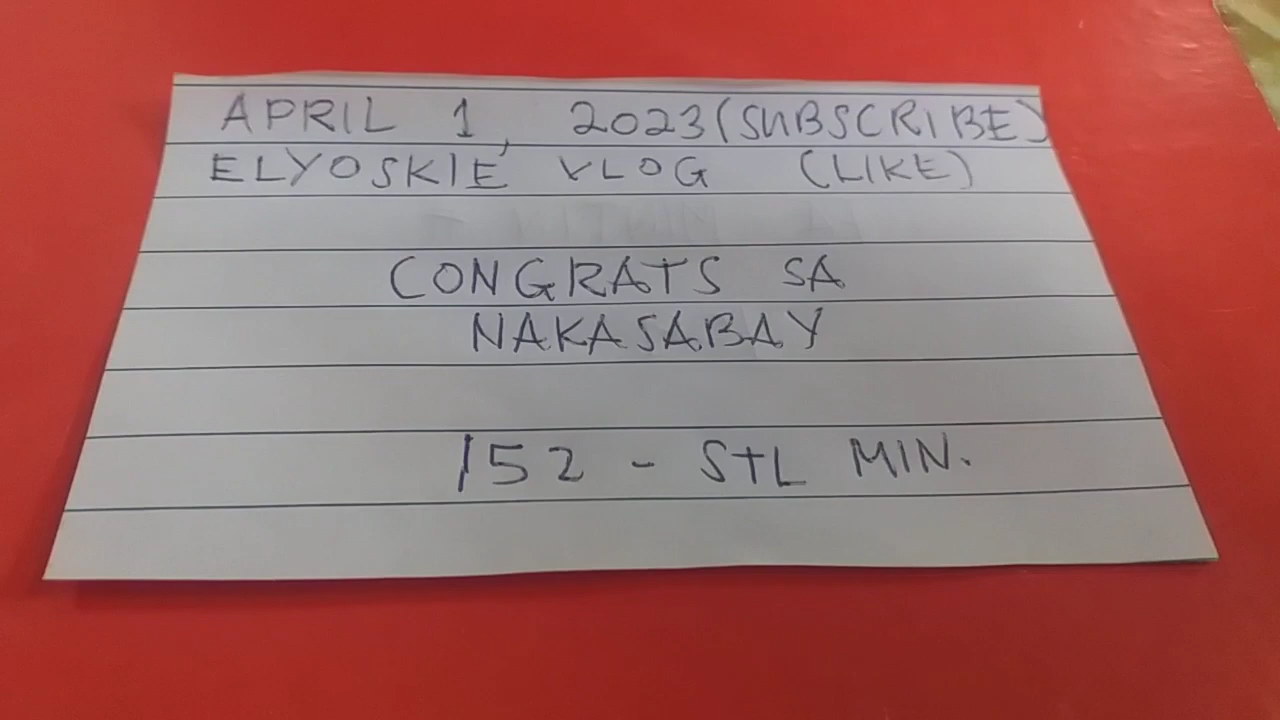 APRIL 1, 2023 (SUBSCRIBE)
ELYOSKIE VLOG (LIKE)
CONGRATS SA
NAKASABAY
152 - STL MIN.